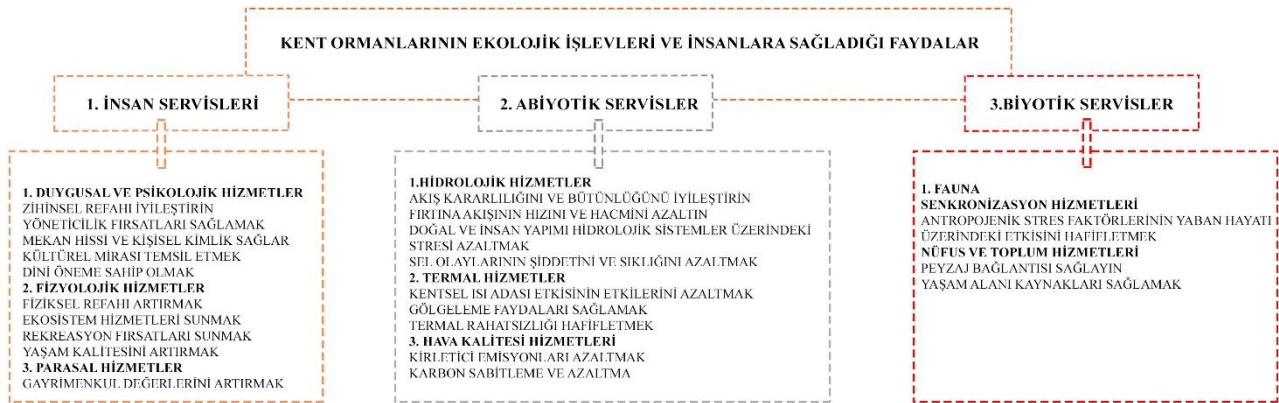 KENT ORMANLARININ EKOLOJİK İŞLEVLERİ VE İNSANLARA SAĞLADIĞI FAYDALAR
1. İNSAN SERVİSLERİ
2. ABİYOTİK SERVİSLER
3.BİYOTİK SERVİSLER
1. DUYGUSAL VE PSİKOLOJİK HİZMETLER
ZİHİNSEL REFAHI İYİLEŞTİRİN
YÖNETİCİLİK FIRSATLARI SAĞLAMAK
MEKAN HİSSİ VE KİŞİSEL KİMLİK SAĞLAR
KÜLTÜREL MİRASI TEMSİL ETMEK
DİNİ ÖNEME SAHİP OLMAK
2. FİZYOLOJİK HİZMETLER
FİZİKSEL REFAHI ARTIRMAK
EKOSİSTEM HİZMETLERİ SUNMAK
REKREASYON FIRSATLARI SUNMAK
YAŞAM KALİTESİNİ ARTIRMAK
3. PARASAL HİZMETLER
GAYRİMENKUL DEĞERLERİNİ ARTIRMAK
1.HİDROLOJİK HİZMETLER
AKIŞ KARARLILIĞINI VE BÜTÜNLÜĞÜNÜ İYİLEŞTİRİN
FIRTINA AKIŞININ HIZINI VE HACMİNİ AZALTIN
DOĞAL VE İNSAN YAPIMI HİDROLOJİK SİSTEMLER ÜZERİNDEKİ
STRESİ AZALTMAK
SEL OLAYLARININ ŞİDDETİNİ VE SIKLIĞINI AZALTMAK
2. TERMAL HİZMETLER
KENTSEL ISI ADASI ETKİSİNİN ETKİLERİNİ AZALTMAK
GÖLGELEME FAYDALARI SAĞLAMAK
TERMAL RAHATSIZLIĞI HAFİFLETMEK
3. HAVA KALİTESİ HİZMETLERİ
KİRLETİCİ EMİSYONLARI AZALTMAK
KARBON SABİTLEME VE AZALTMA
1. FAUNA
SENKRONİZASYON HİZMETLERİ
ANTROPOJENİK STRES FAKTÖRLERİNİN YABAN HAYATI
ÜZERİNDEKİ ETKİSİNİ HAFİFLETMEK
NÜFUS VE TOPLUM HİZMETLERİ
PEYZAJ BAĞLANTISI SAĞLAYIN
YAŞAM ALANI KAYNAKLARI SAĞLAMAK